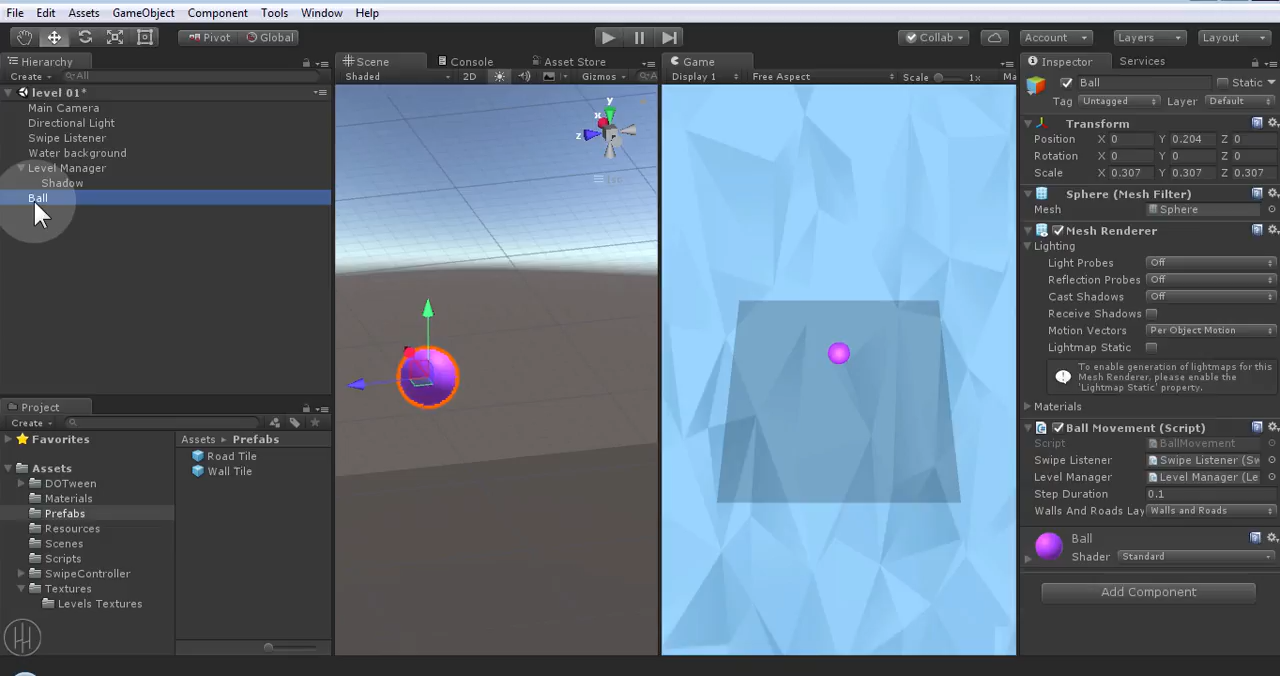 File Edit Assets GameObject Component Tools Window Help
Pivot Global Collab Account Layers Layout
Hierarchy
Create All
level 01*
Main Camera
Directional Light
Swipe Listener
Water background
Level Manager
Shadow
Ball
Scene Console Asset Store
Shaded 2D Gizmos All
y
x
z
Iso
Game
Display 1 Free Aspect Scale 1x Ma
Project
Create
Favorites
Assets
DOTween
Materials
Prefabs
Resources
Scenes
Scripts
SwipeController
Textures
Levels Textures
Assets Prefabs
Road Tile
Wall Tile
Inspector Services
Ball Static
Tag Untagged Layer Default
Transform
Position X 0 Y 0.204 Z 0
Rotation X 0 Y 0 Z 0
Scale X 0.307 Y 0.307 Z 0.307
Sphere (Mesh Filter)
Mesh Sphere
Mesh Renderer
Lighting
Light Probes Off
Reflection Probes Off
Cast Shadows Off
Receive Shadows
Motion Vectors Per Object Motion
Lightmap Static
To enable generation of lightmaps for this
Mesh Renderer, please enable the
'Lightmap Static' property.
Materials
Ball Movement (Script)
Script BallMovement
Swipe Listener Swipe Listener (Sw
Level Manager Level Manager (Le
Step Duration 0.1
Walls And Roads Lay Walls and Roads
Ball
Shader Standard
Add Component